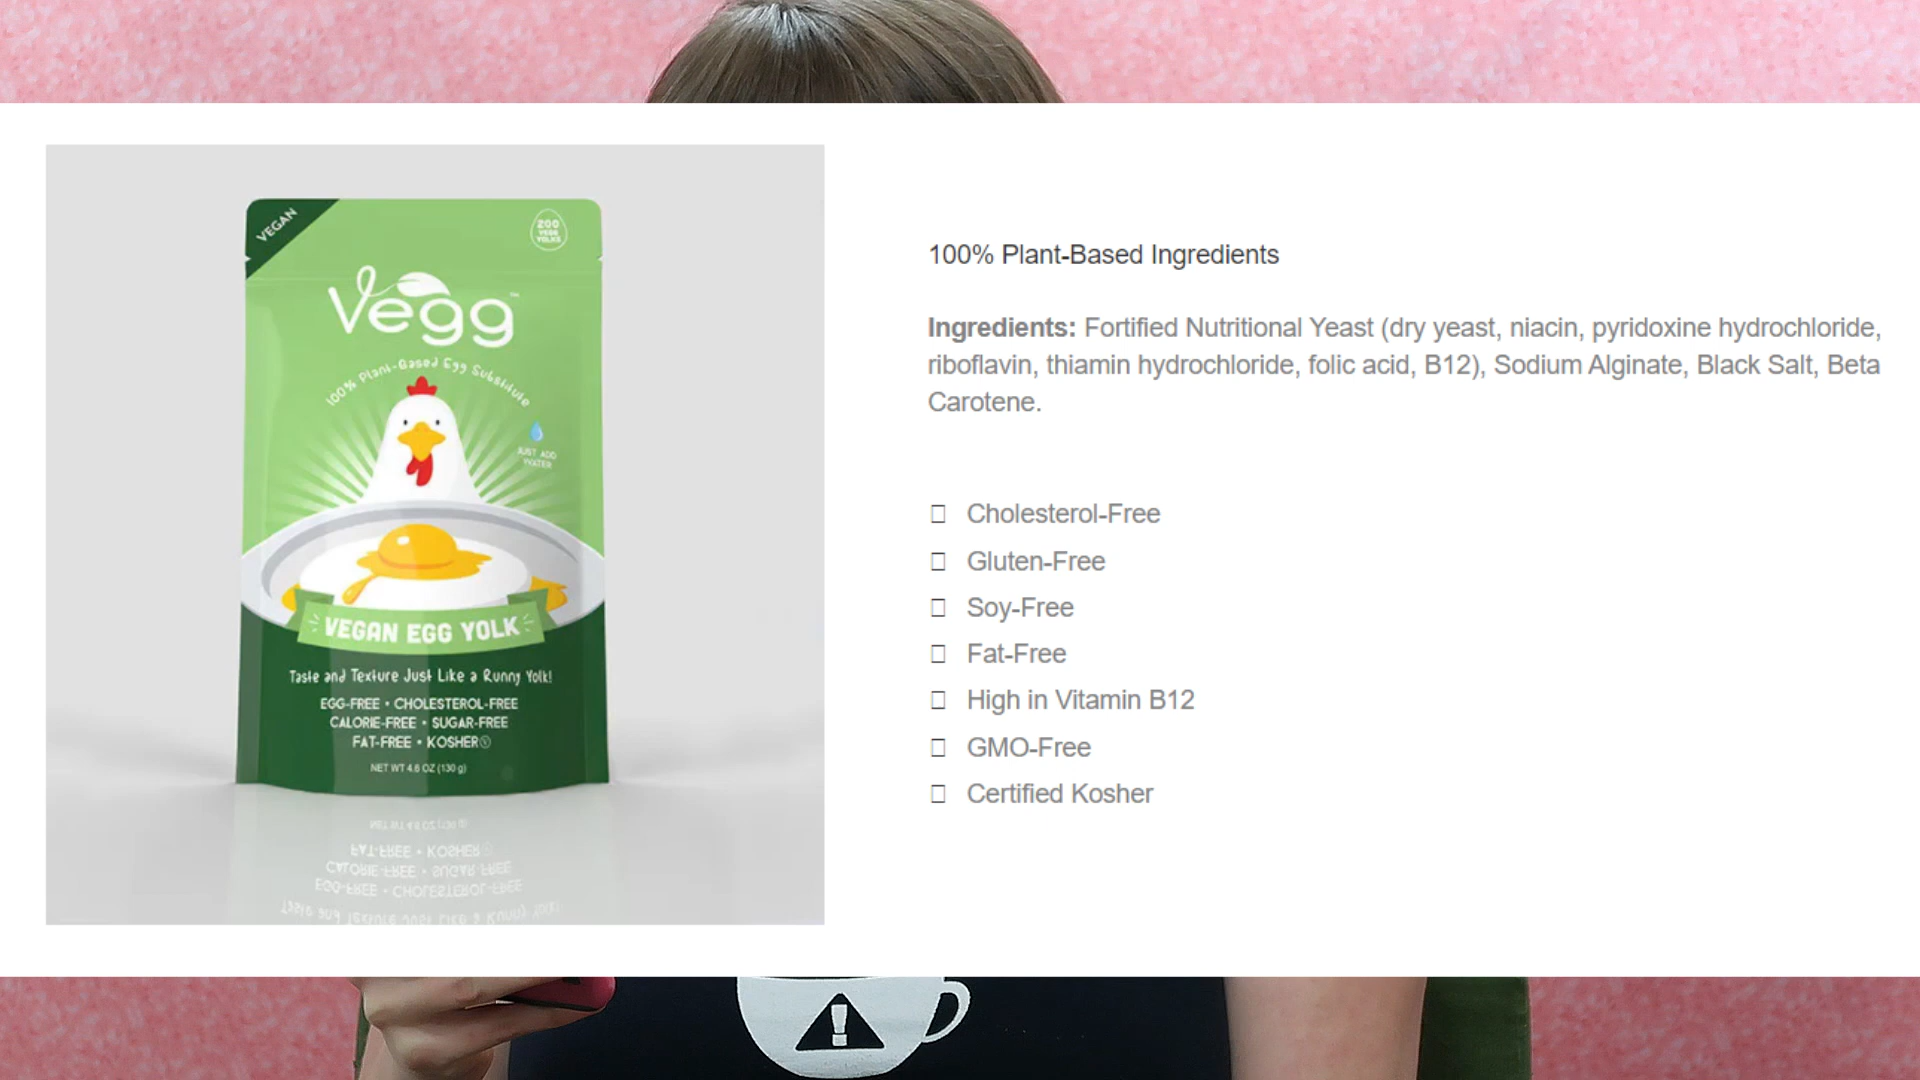 VEGAN
200
VEGG
YOLKS
Vegg™
100% Plant-Based Egg Substitute
JUST ADD
WATER
VEGAN EGG YOLK
Taste and Texture Just Like a Runny Yolk!
EGG-FREE • CHOLESTEROL-FREE
CALORIE-FREE • SUGAR-FREE
FAT-FREE • KOSHER
NET WT 4.6 OZ (130 g)
100% Plant-Based Ingredients
Ingredients: Fortified Nutritional Yeast (dry yeast, niacin, pyridoxine hydrochloride,
riboflavin, thiamin hydrochloride, folic acid, B12), Sodium Alginate, Black Salt, Beta
Carotene.
Cholesterol-Free
Gluten-Free
Soy-Free
Fat-Free
High in Vitamin B12
GMO-Free
Certified Kosher